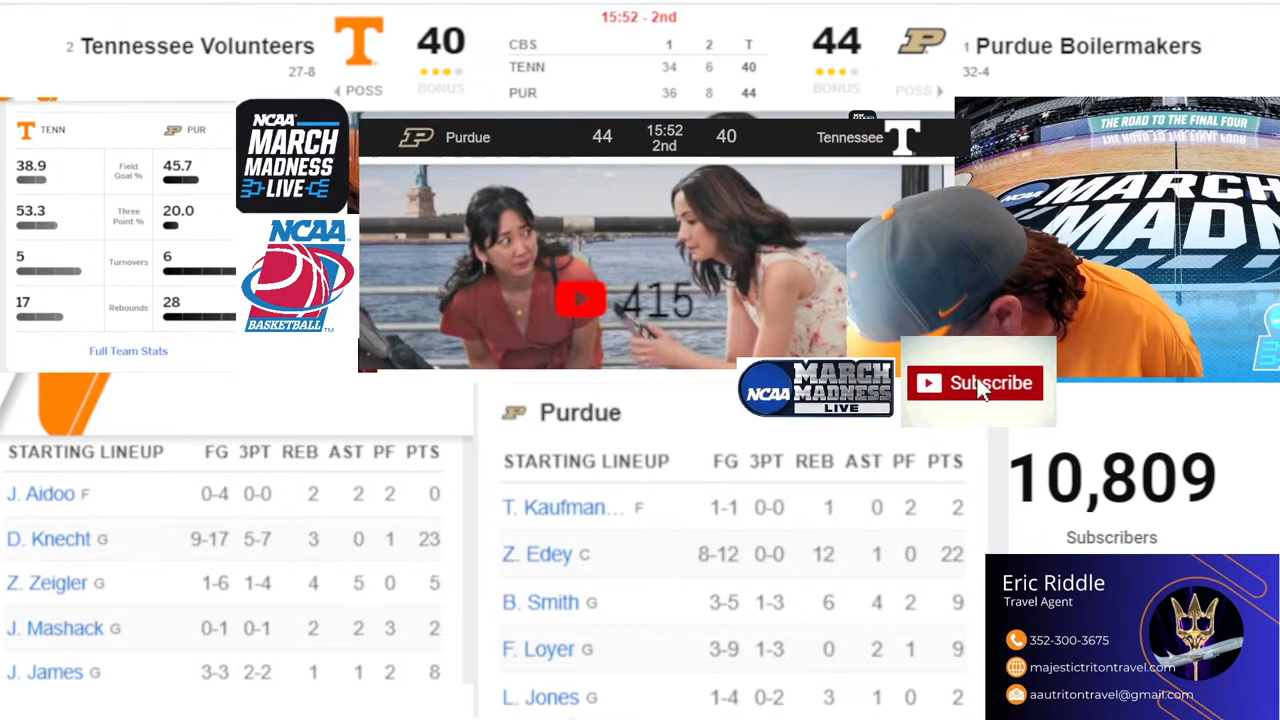 15:52 - 2nd
2 Tennessee Volunteers
27-8
T
40
BONUS
POSS
CBS 1 2 T
TENN 34 6 40
PUR 36 8 44
44
BONUS
P
POSS
1 Purdue Boilermakers
32-4
T TENN P PUR
38.9 Field Goal % 45.7
53.3 Three Point % 20.0
5 Turnovers 6
17 Rebounds 28
Full Team Stats
NCAA
MARCH
MADNESS
LIVE
NCAA
BASKETBALL™
P Purdue 44 15:52 2nd 40 Tennessee T
415
THE ROAD TO THE FINAL FOUR
NCAA MARCH
MADN
NCAA MARCH
MADNESS
LIVE
Subscribe
STARTING LINEUP FG 3PT REB AST PF PTS
J. Aidoo F 0-4 0-0 2 2 2 0
D. Knecht G 9-17 5-7 3 0 1 23
Z. Zeigler G 1-6 1-4 4 5 0 5
J. Mashack G 0-1 0-1 2 2 3 2
J. James G 3-3 2-2 1 1 2 8
P Purdue
STARTING LINEUP FG 3PT REB AST PF PTS
T. Kaufman... F 1-1 0-0 1 0 2 2
Z. Edey C 8-12 0-0 12 1 0 22
B. Smith G 3-5 1-3 6 4 2 9
F. Loyer G 3-9 1-3 0 2 1 9
L. Jones G 1-4 0-2 3 1 0 2
10,809
Subscribers
Eric Riddle
Travel Agent
352-300-3675
majestictritontravel.com
aautritontravel@gmail.com